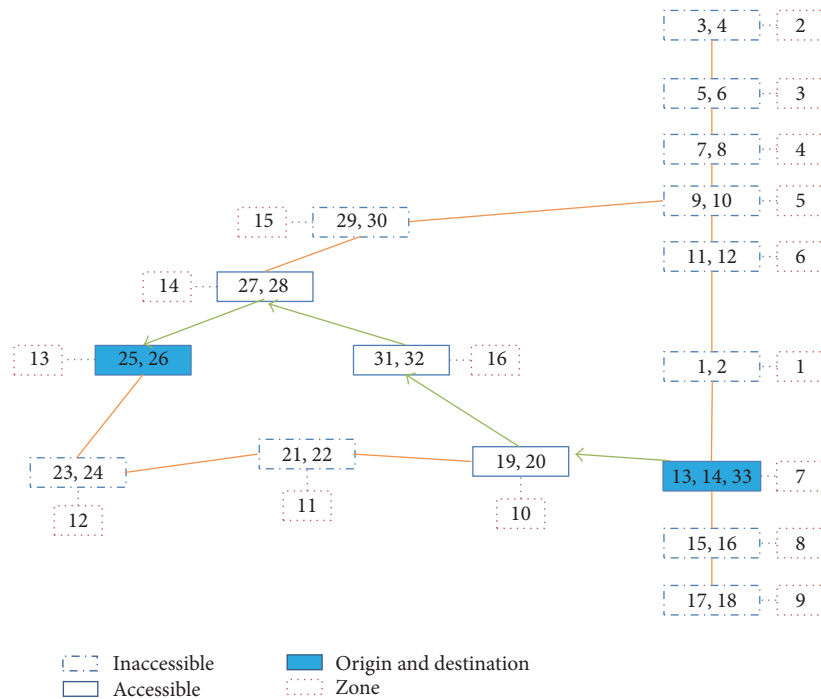 3, 4 2
5, 6 3
7, 8 4
9, 10 5
15 29, 30
11, 12 6
14 27, 28
13 25, 26 31, 32 16
1, 2 1
21, 22 19, 20
23, 24
13, 14, 33 7
11 10
12
15, 16 8
17, 18 9
Inaccessible Origin and destination
Accessible Zone